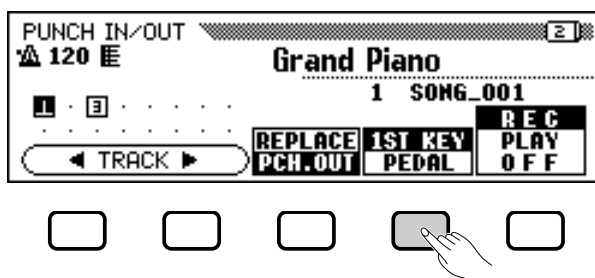 PUNCH IN/OUT 2
120 Grand Piano
1 SONG_001
1 3 REC
REPLACE 1ST KEY PLAY
◀ TRACK ▶ PCH.OUT PEDAL OFF